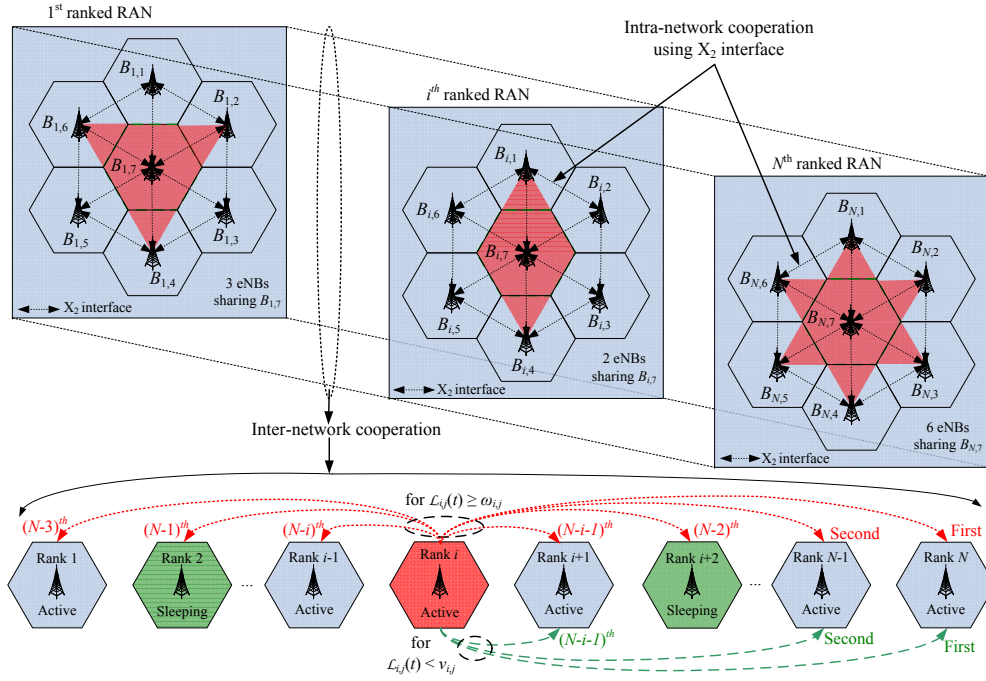 1st ranked RAN
B1,1
B1,2
B1,6
B1,7
B1,5
B1,3
B1,4
3 eNBs
sharing B1,7
X2 interface
Intra-network cooperation
using X2 interface
ith ranked RAN
Bi,1
Bi,2
Bi,6
Bi,7
Bi,5
Bi,3
Bi,4
2 eNBs
sharing Bi,7
X2 interface
Nth ranked RAN
BN,1
BN,2
BN,6
BN,7
BN,5
BN,4
BN,3
6 eNBs
sharing BN,7
X2 interface
Inter-network cooperation
for ℒi,j(t) ≥ ωi,j
(N-3)th
(N-1)th
(N-i)th
(N-i-1)th
(N-2)th
Second
First
Rank 1
Active
Rank 2
Sleeping
...
Rank i-1
Active
Rank i
Active
Rank i+1
Active
Rank i+2
Sleeping
...
Rank N-1
Active
Rank N
Active
for
ℒi,j(t) < νi,j
(N-i-1)th
Second
First